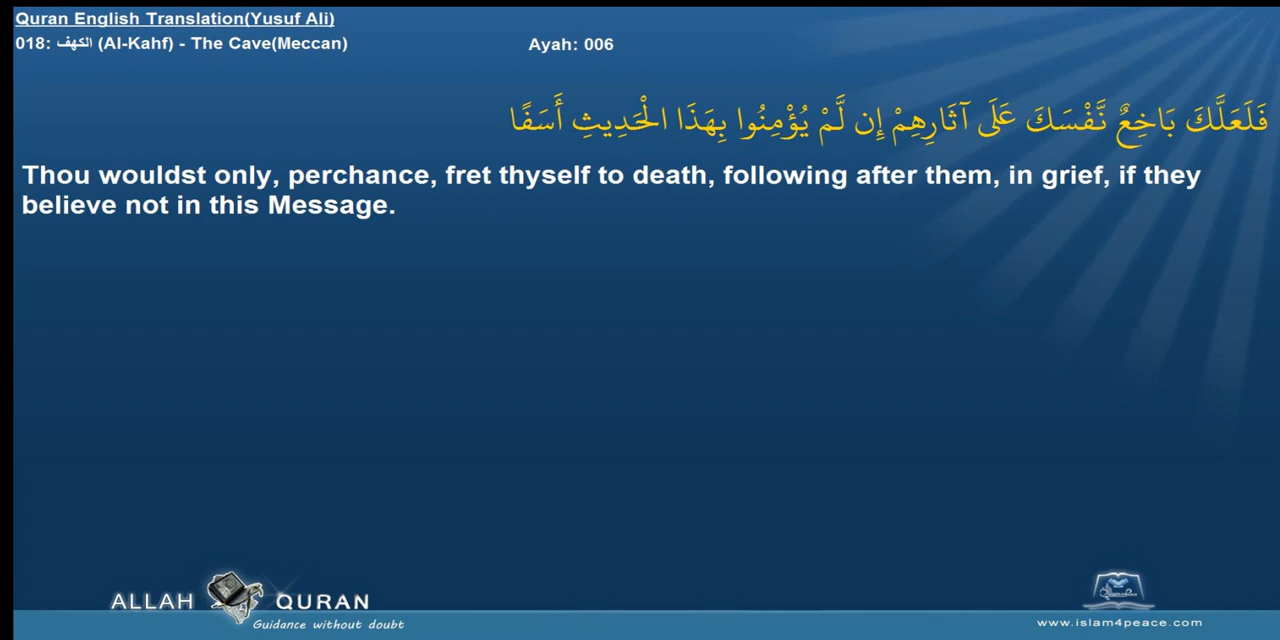 Quran English Translation(Yusuf Ali)
018: الكهف (Al-Kahf) - The Cave(Meccan) Ayah: 006
فَلَعَلَّكَ بَاخِعٌ نَّفْسَكَ عَلَى آثَارِهِمْ إِن لَّمْ يُؤْمِنُوا بِهَذَا الْحَدِيثِ أَسَفًا
Thou wouldst only, perchance, fret thyself to death, following after them, in grief, if they
believe not in this Message.
ALLAH QURAN
Guidance without doubt
www.islam4peace.com